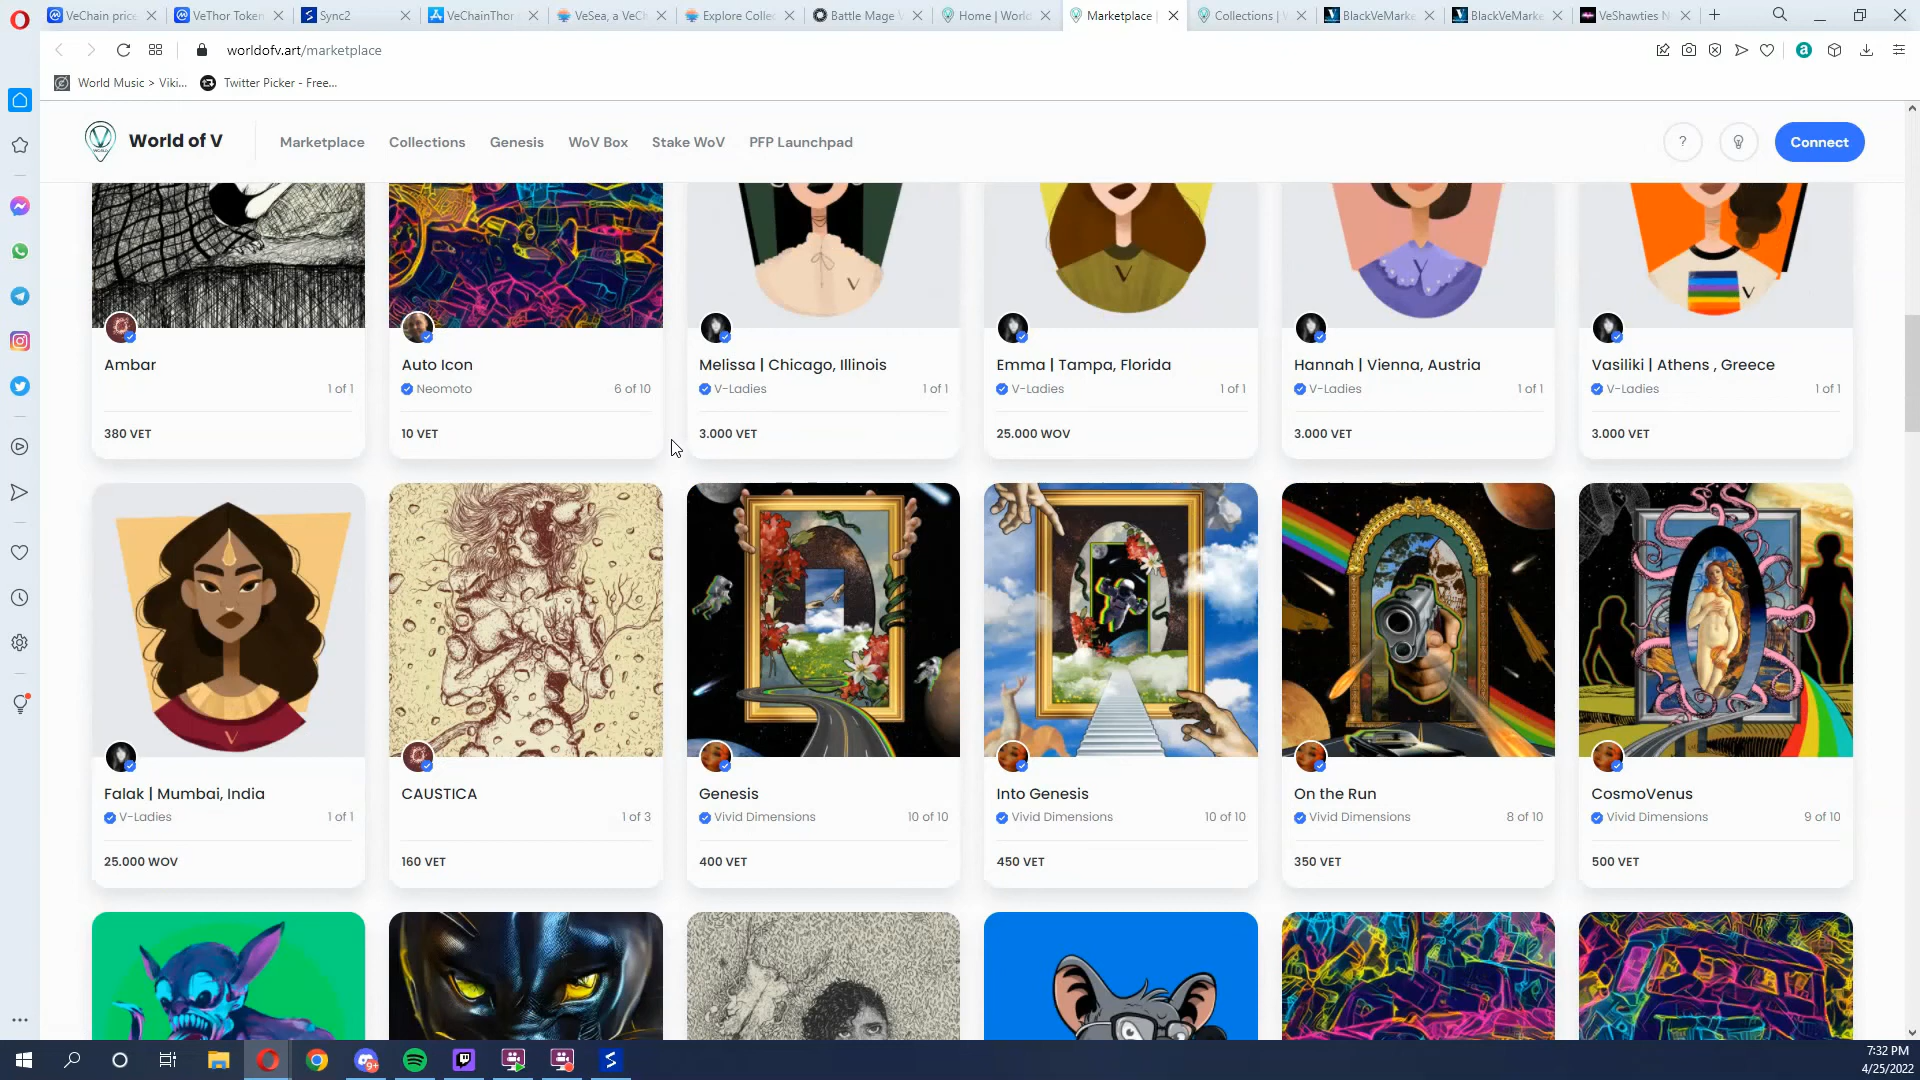 VeChain price
VeThor Token
Sync2
VeChainThor
VeSea, a VeCh
Explore Collec
Battle Mage V
Home | World
Marketplace |
Collections | W
BlackVeMarke
BlackVeMarke
VeShawties N
worldofv.art/marketplace
World Music > Viki...
Twitter Picker - Free...
World of V
Marketplace
Collections
Genesis
WoV Box
Stake WoV
PFP Launchpad
?
Connect
Ambar
1 of 1
380 VET
Auto Icon
Neomoto
6 of 10
10 VET
Melissa | Chicago, Illinois
V-Ladies
1 of 1
3.000 VET
Emma | Tampa, Florida
V-Ladies
1 of 1
25.000 WOV
Hannah | Vienna, Austria
V-Ladies
1 of 1
3.000 VET
Vasiliki | Athens , Greece
V-Ladies
1 of 1
3.000 VET
Falak | Mumbai, India
V-Ladies
1 of 1
25.000 WOV
CAUSTICA
1 of 3
160 VET
Genesis
Vivid Dimensions
10 of 10
400 VET
Into Genesis
Vivid Dimensions
10 of 10
450 VET
On the Run
Vivid Dimensions
8 of 10
350 VET
CosmoVenus
Vivid Dimensions
9 of 10
500 VET
7:32 PM
4/25/2022